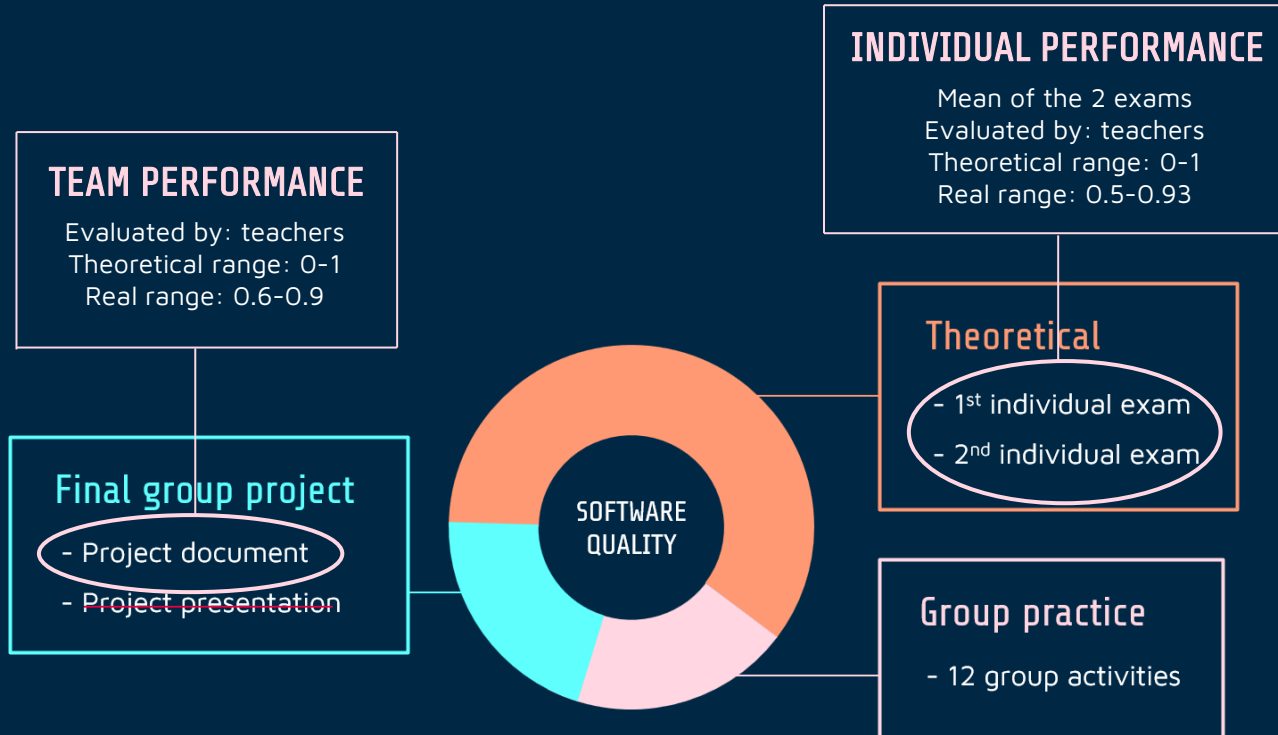 INDIVIDUAL PERFORMANCE
Mean of the 2 exams
Evaluated by: teachers
Theoretical range: 0-1
Real range: 0.5-0.93
TEAM PERFORMANCE
Evaluated by: teachers
Theoretical range: 0-1
Real range: 0.6-0.9
Theoretical
- 1st individual exam
- 2nd individual exam
Final group project
- Project document
- Project presentation
SOFTWARE
QUALITY
Group practice
- 12 group activities